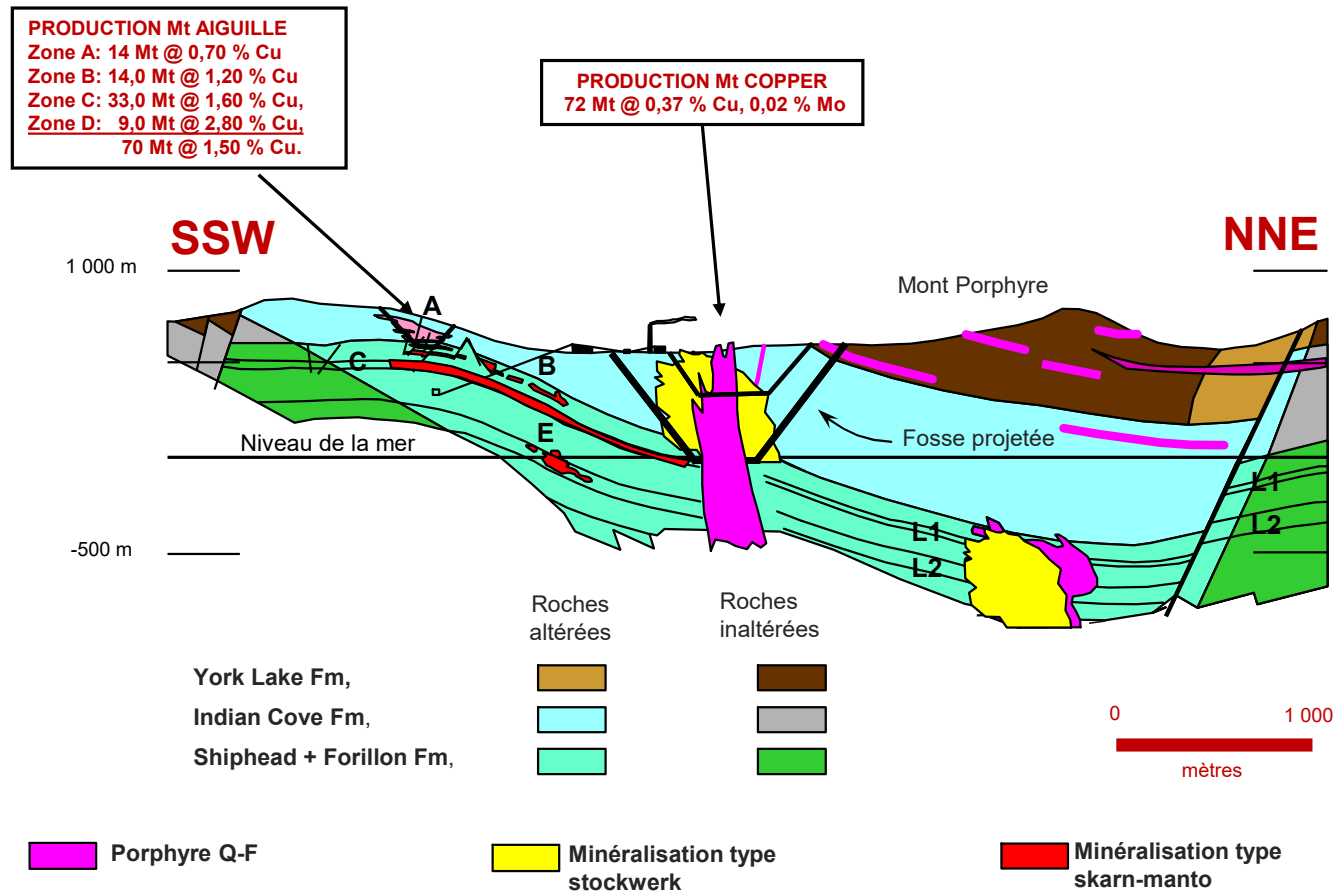 PRODUCTION Mt AIGUILLE
Zone A: 14 Mt @ 0,70 % Cu
Zone B: 14,0 Mt @ 1,20 % Cu
Zone C: 33,0 Mt @ 1,60 % Cu,
Zone D: 9,0 Mt @ 2,80 % Cu,
70 Mt @ 1,50 % Cu.
PRODUCTION Mt COPPER
72 Mt @ 0,37 % Cu, 0,02 % Mo
SSW
NNE
1 000 m
Mont Porphyre
A
C
B
E
Niveau de la mer
Fosse projetée
L1
L2
L1
L2
-500 m
Roches
altérées
Roches
inaltérées
York Lake Fm,
Indian Cove Fm,
Shiphead + Forillon Fm,
0
1 000
mètres
Porphyre Q-F
Minéralisation type
stockwerk
Minéralisation type
skarn-manto